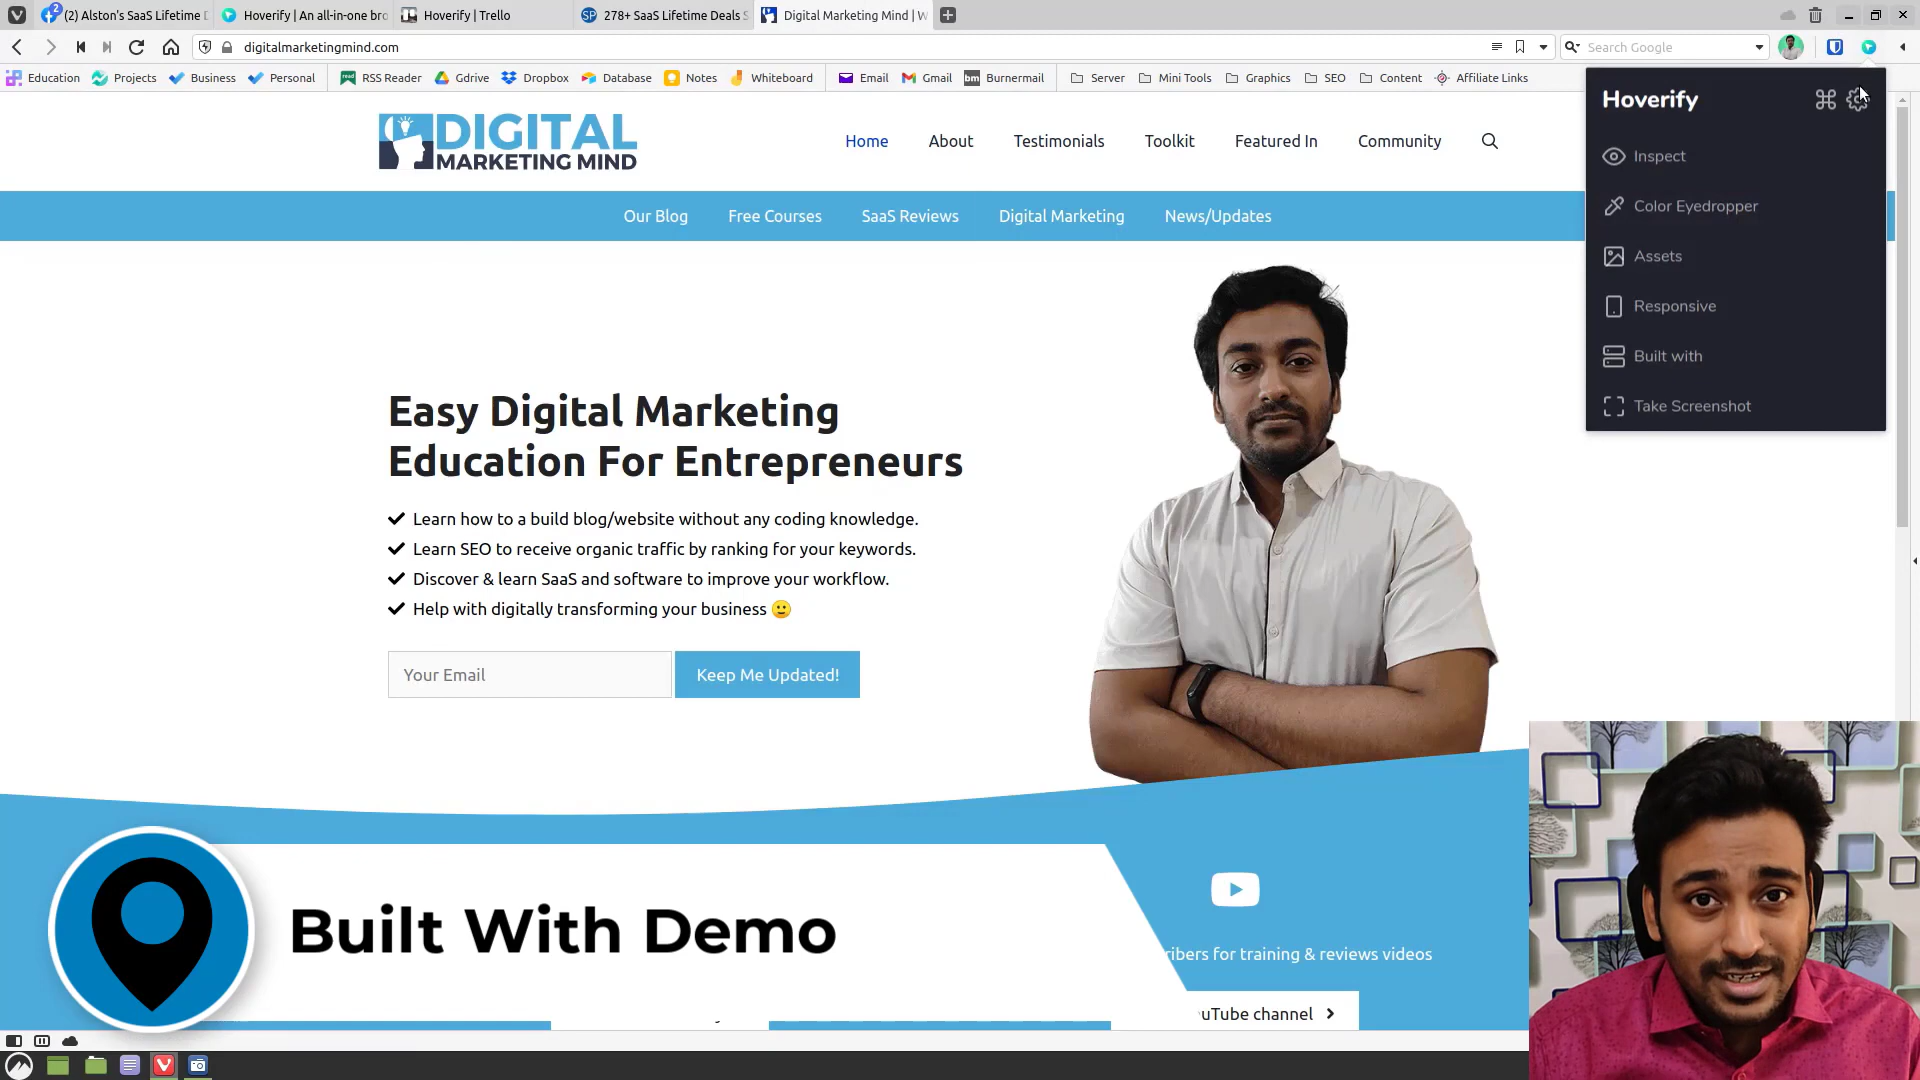 2
(2) Alston's SaaS Lifetime D
Hoverify | An all-in-one bro
Hoverify | Trello
SP
278+ SaaS Lifetime Deals S
Digital Marketing Mind | W
digitalmarketingmind.com
Search Google
Education
Projects
Business
Personal
read
RSS Reader
Gdrive
Dropbox
Database
Notes
Whiteboard
Email
Gmail
bm
Burnermail
Server
Mini Tools
Graphics
SEO
Content
Affiliate Links
Hoverify
Inspect
Color Eyedropper
Assets
Responsive
Built with
Take Screenshot
DIGITAL
MARKETING MIND
Home
About
Testimonials
Toolkit
Featured In
Community
Our Blog
Free Courses
SaaS Reviews
Digital Marketing
News/Updates
Easy Digital Marketing
Education For Entrepreneurs
Learn how to a build blog/website without any coding knowledge.
Learn SEO to receive organic traffic by ranking for your keywords.
Discover & learn SaaS and software to improve your workflow.
Help with digitally transforming your business 🙂
Your Email
Keep Me Updated!
Built With Demo
ribers for training & reviews videos
uTube channel